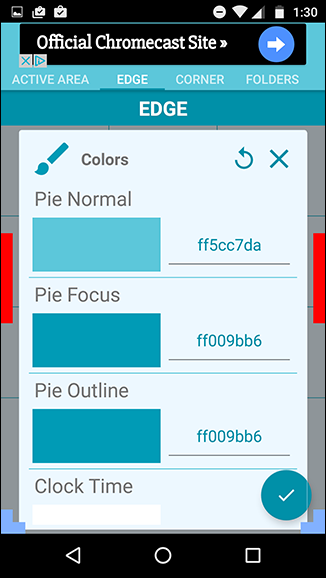 1:30
Official Chromecast Site »
ACTIVE AREA EDGE CORNER FOLDERS
EDGE
Colors
Pie Normal
ff5cc7da
Pie Focus
ff009bb6
Pie Outline
ff009bb6
Clock Time